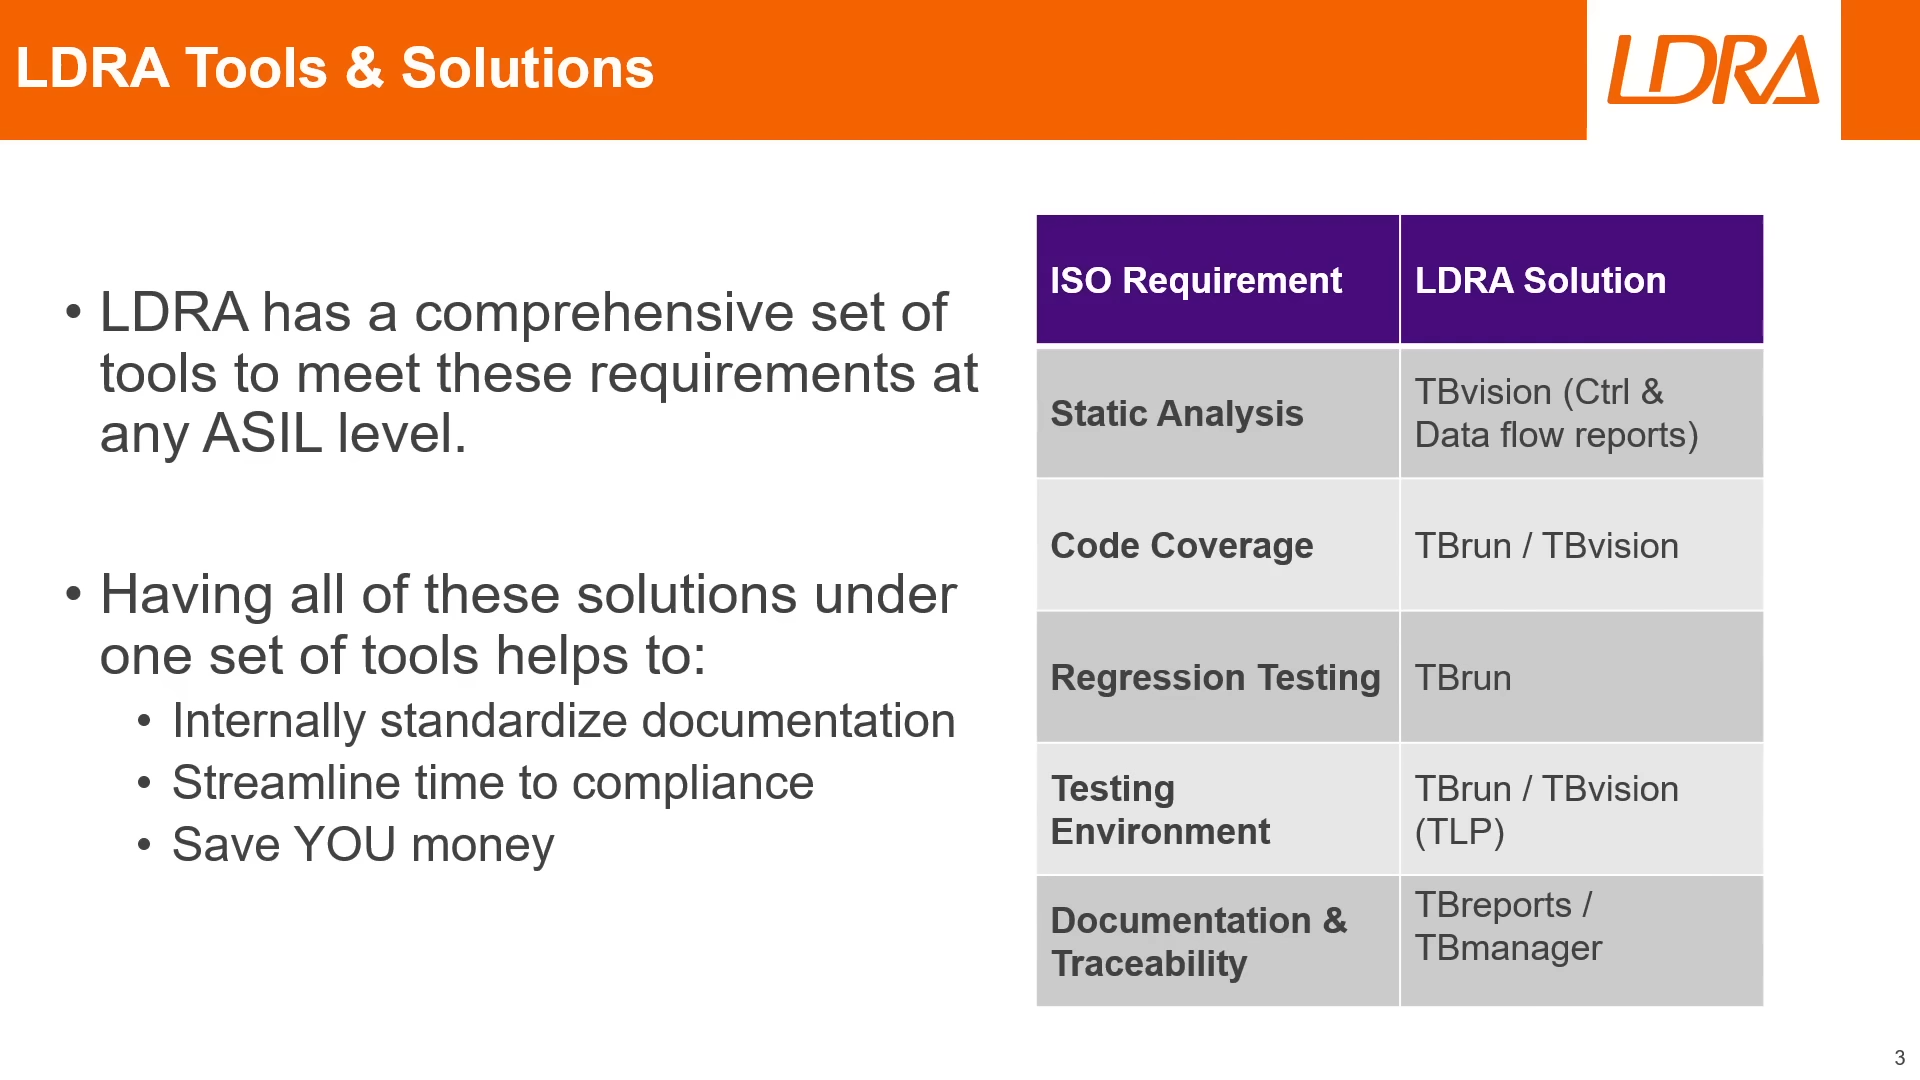 LDRA Tools & Solutions
LDRA
• LDRA has a comprehensive set of
tools to meet these requirements at
any ASIL level.
• Having all of these solutions under
one set of tools helps to:
• Internally standardize documentation
• Streamline time to compliance
• Save YOU money
ISO Requirement
LDRA Solution
Static Analysis
TBvision (Ctrl &
Data flow reports)
Code Coverage
TBrun / TBvision
Regression Testing
TBrun
Testing
Environment
TBrun / TBvision
(TLP)
Documentation &
Traceability
TBreports /
TBmanager
3